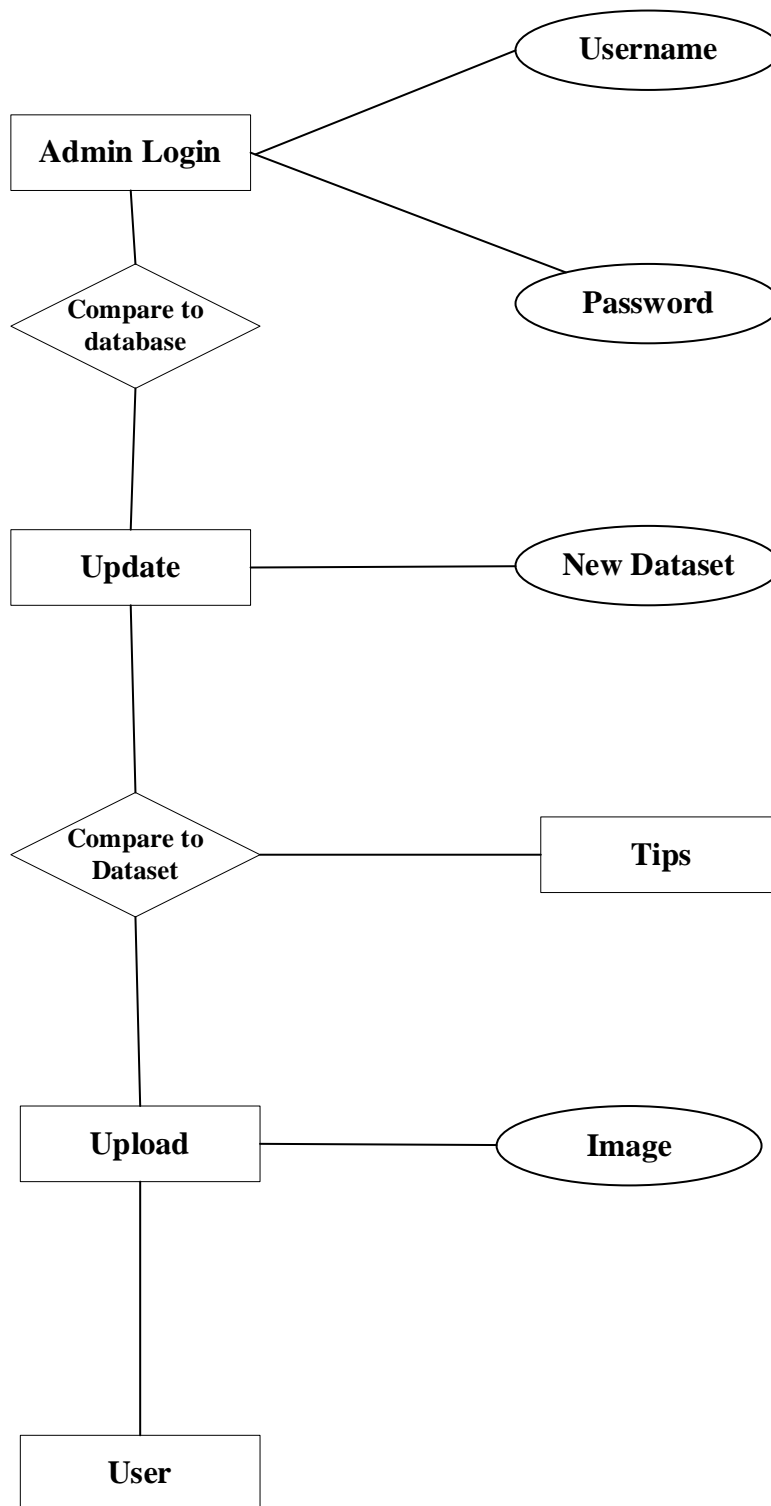 Username
Admin Login
Compare to
database
Password
Update
New Dataset
Compare to
Dataset
Tips
Upload
Image
User